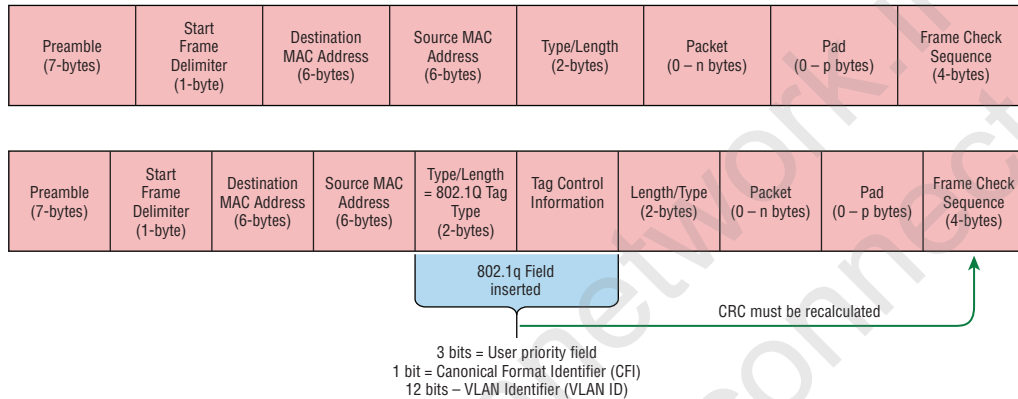 Preamble
(7-bytes)
Start
Frame
Delimiter
(1-byte)
Destination
MAC Address
(6-bytes)
Source MAC
Address
(6-bytes)
Type/Length
(2-bytes)
Packet
(0 – n bytes)
Pad
(0 – p bytes)
Frame Check
Sequence
(4-bytes)
Preamble
(7-bytes)
Start
Frame
Delimiter
(1-byte)
Destination
MAC Address
(6-bytes)
Source MAC
Address
(6-bytes)
Type/Length
= 802.1Q Tag
Type
(2-bytes)
Tag Control
Information
Length/Type
(2-bytes)
Packet
(0 – n bytes)
Pad
(0 – p bytes)
Frame Check
Sequence
(4-bytes)
802.1q Field
inserted
CRC must be recalculated
3 bits = User priority field
1 bit = Canonical Format Identifier (CFI)
12 bits – VLAN Identifier (VLAN ID)